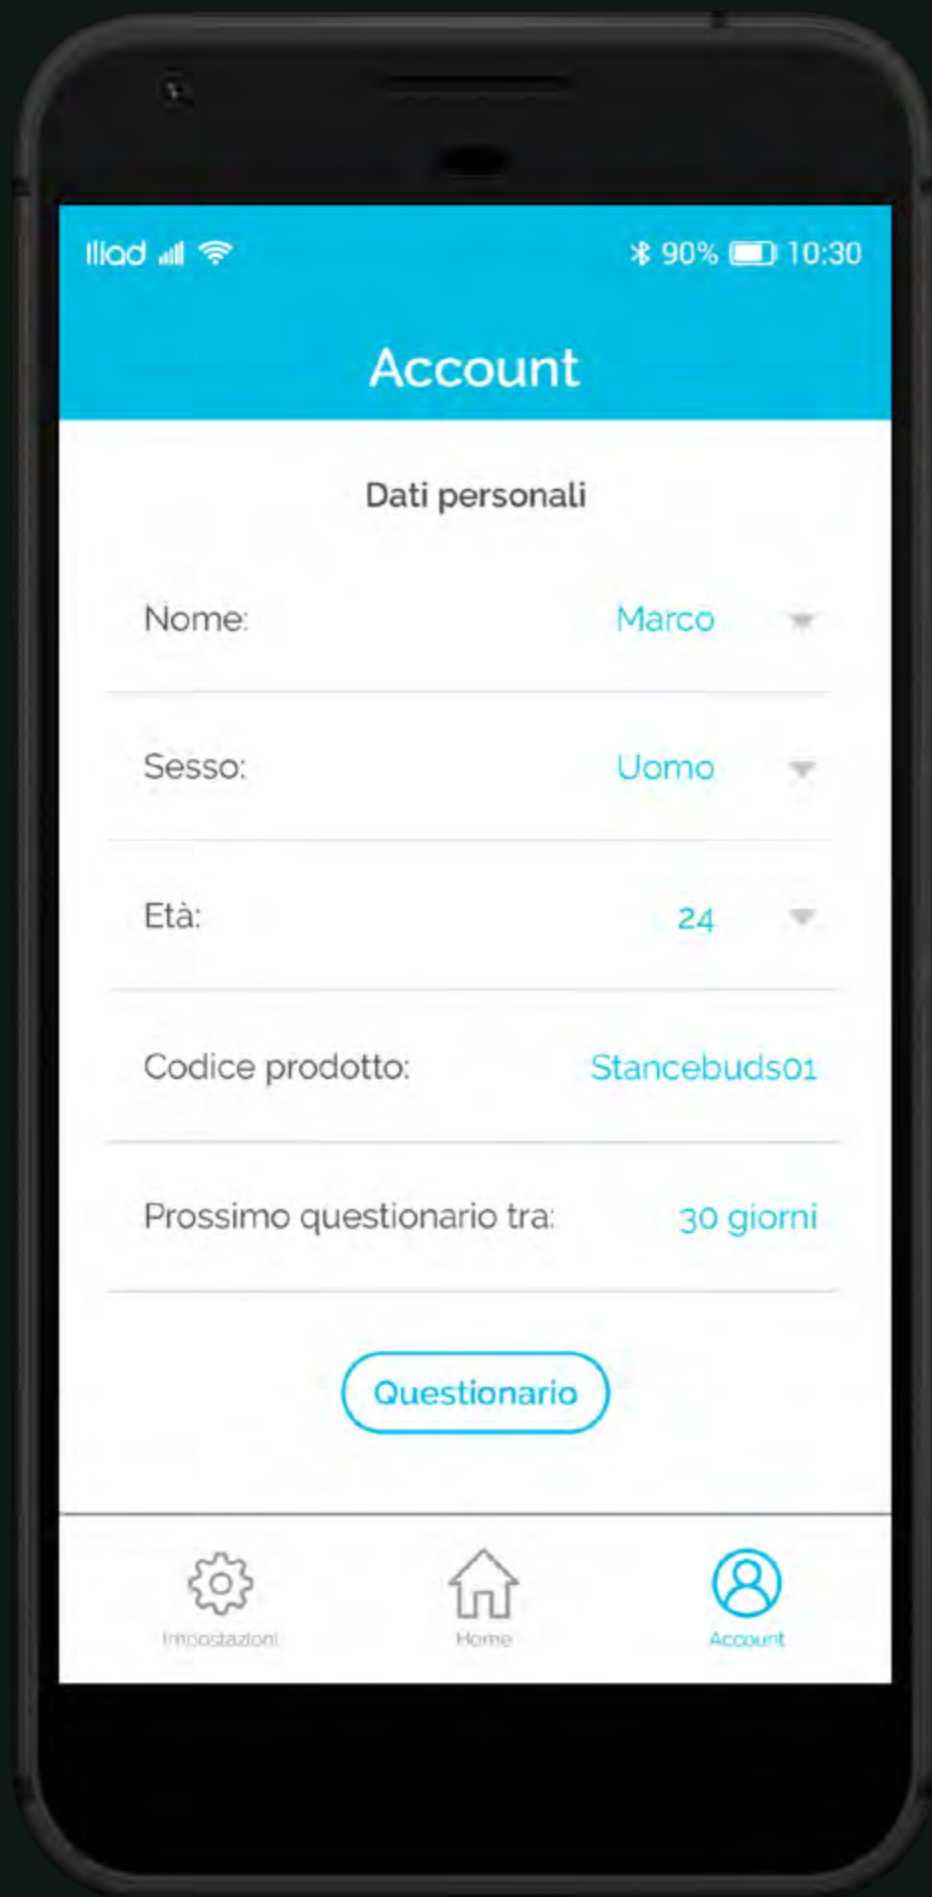 Iliad 90% 10:30
Account
Dati personali
Nome: Marco
Sesso: Uomo
Età: 24
Codice prodotto: Stancebuds01
Prossimo questionario tra: 30 giorni
Questionario
Impostazioni Home Account